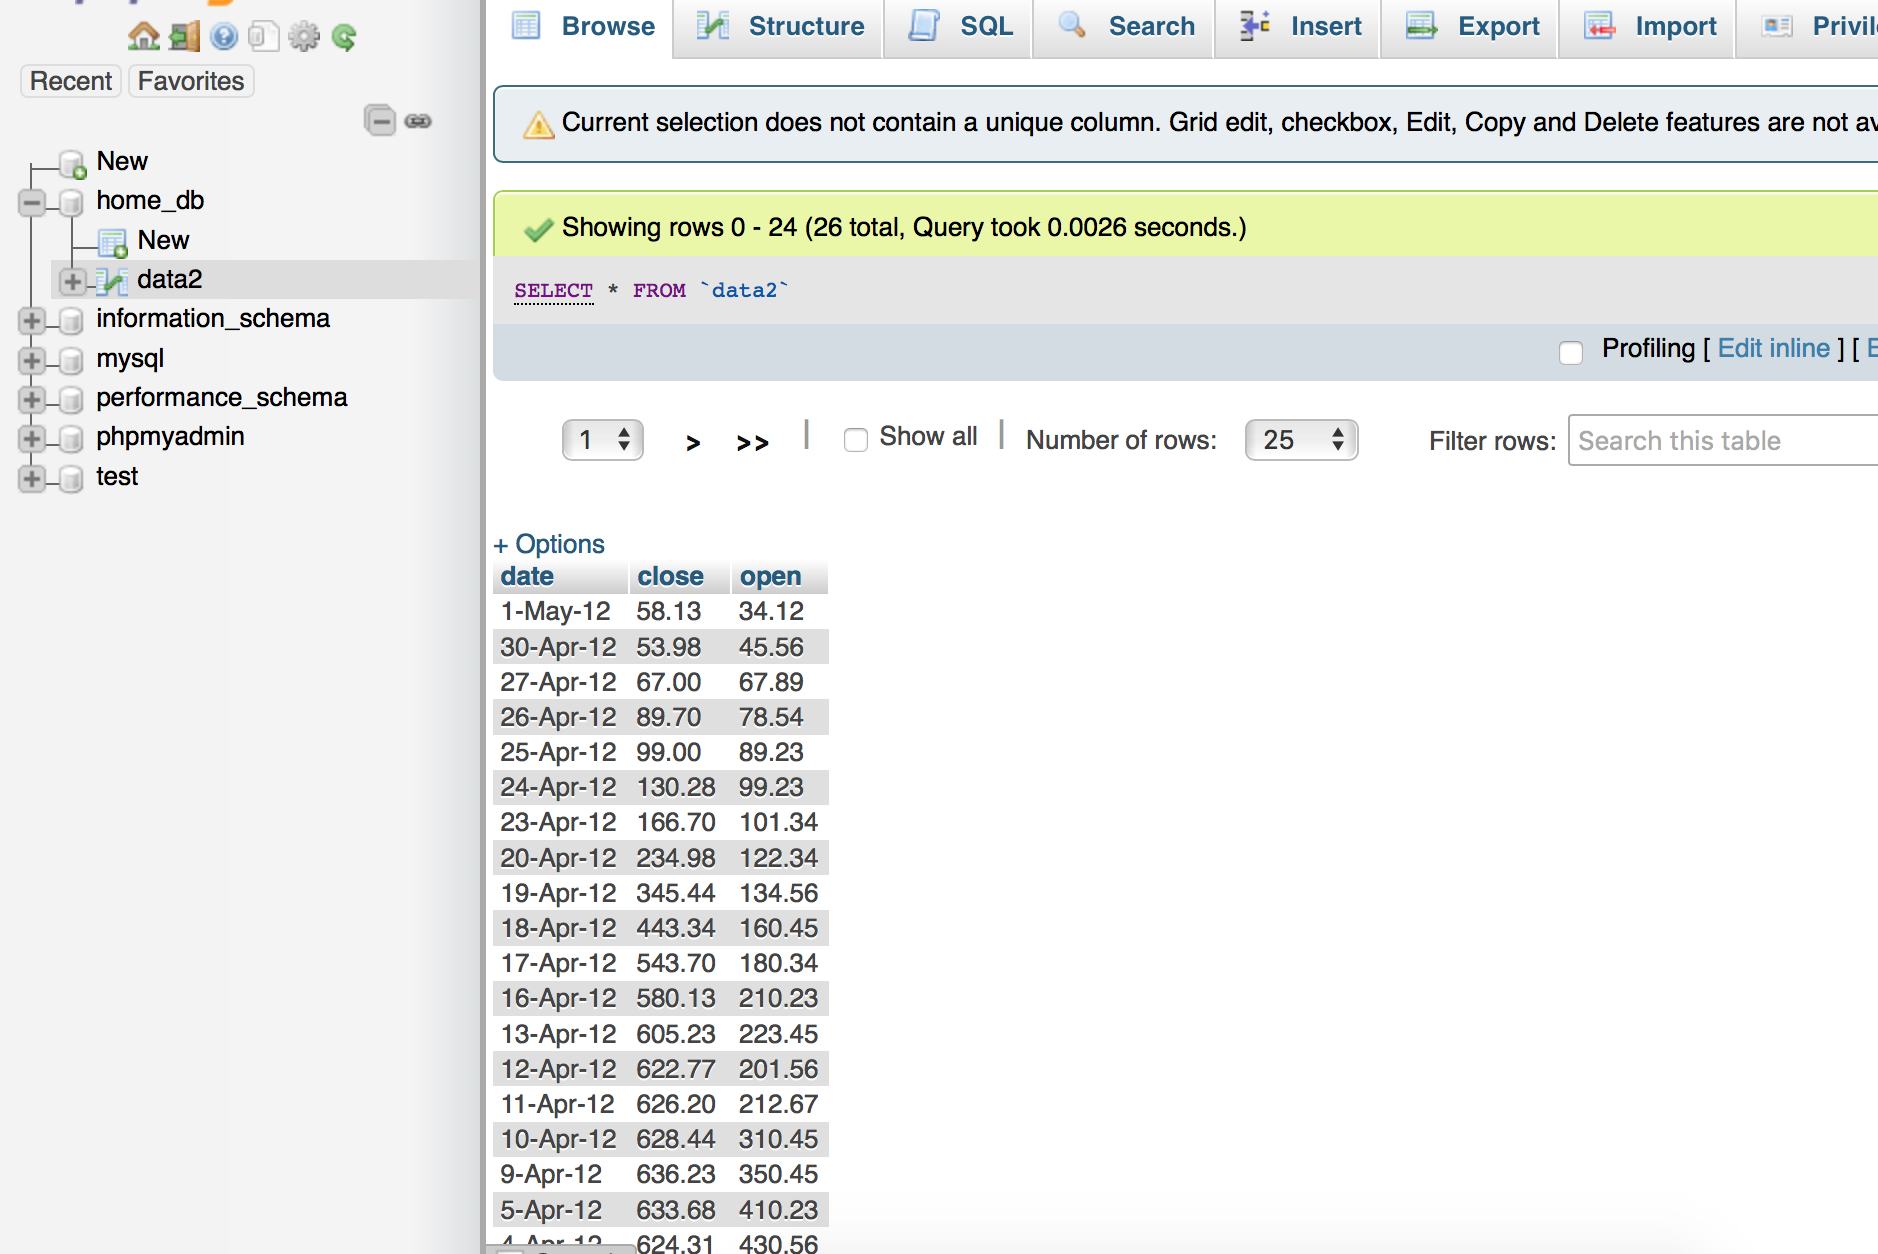 Recent Favorites
New
home_db
New
data2
information_schema
mysql
performance_schema
phpmyadmin
test
Browse Structure SQL Search Insert Export Import
Current selection does not contain a unique column. Grid edit, checkbox, Edit, Copy and Delete features are not
Showing rows 0 - 24 (26 total, Query took 0.0026 seconds.)
SELECT * FROM `data2`
Profiling [ Edit inline ] [
1 > >> | Show all | Number of rows: 25 Filter rows: Search this table
+ Options
date close open
1-May-12 58.13 34.12
30-Apr-12 53.98 45.56
27-Apr-12 67.00 67.89
26-Apr-12 89.70 78.54
25-Apr-12 99.00 89.23
24-Apr-12 130.28 99.23
23-Apr-12 166.70 101.34
20-Apr-12 234.98 122.34
19-Apr-12 345.44 134.56
18-Apr-12 443.34 160.45
17-Apr-12 543.70 180.34
16-Apr-12 580.13 210.23
13-Apr-12 605.23 223.45
12-Apr-12 622.77 201.56
11-Apr-12 626.20 212.67
10-Apr-12 628.44 310.45
9-Apr-12 636.23 350.45
5-Apr-12 633.68 410.23
4-Apr-12 624.31 430.56